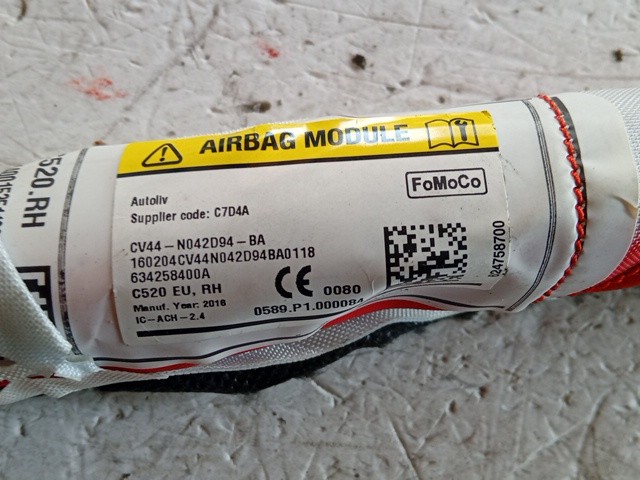 AIRBAG MODULE
FoMoCo
Autoliv
Supplier code: C7D4A
CV44-N042D94-BA
160204CV44N042D94BA0118
634258400A
C520 EU, RH
CE 0080
Manuf. Year: 2016
0589.P1.000084
IC-ACH-2.4
024758700
520.RH